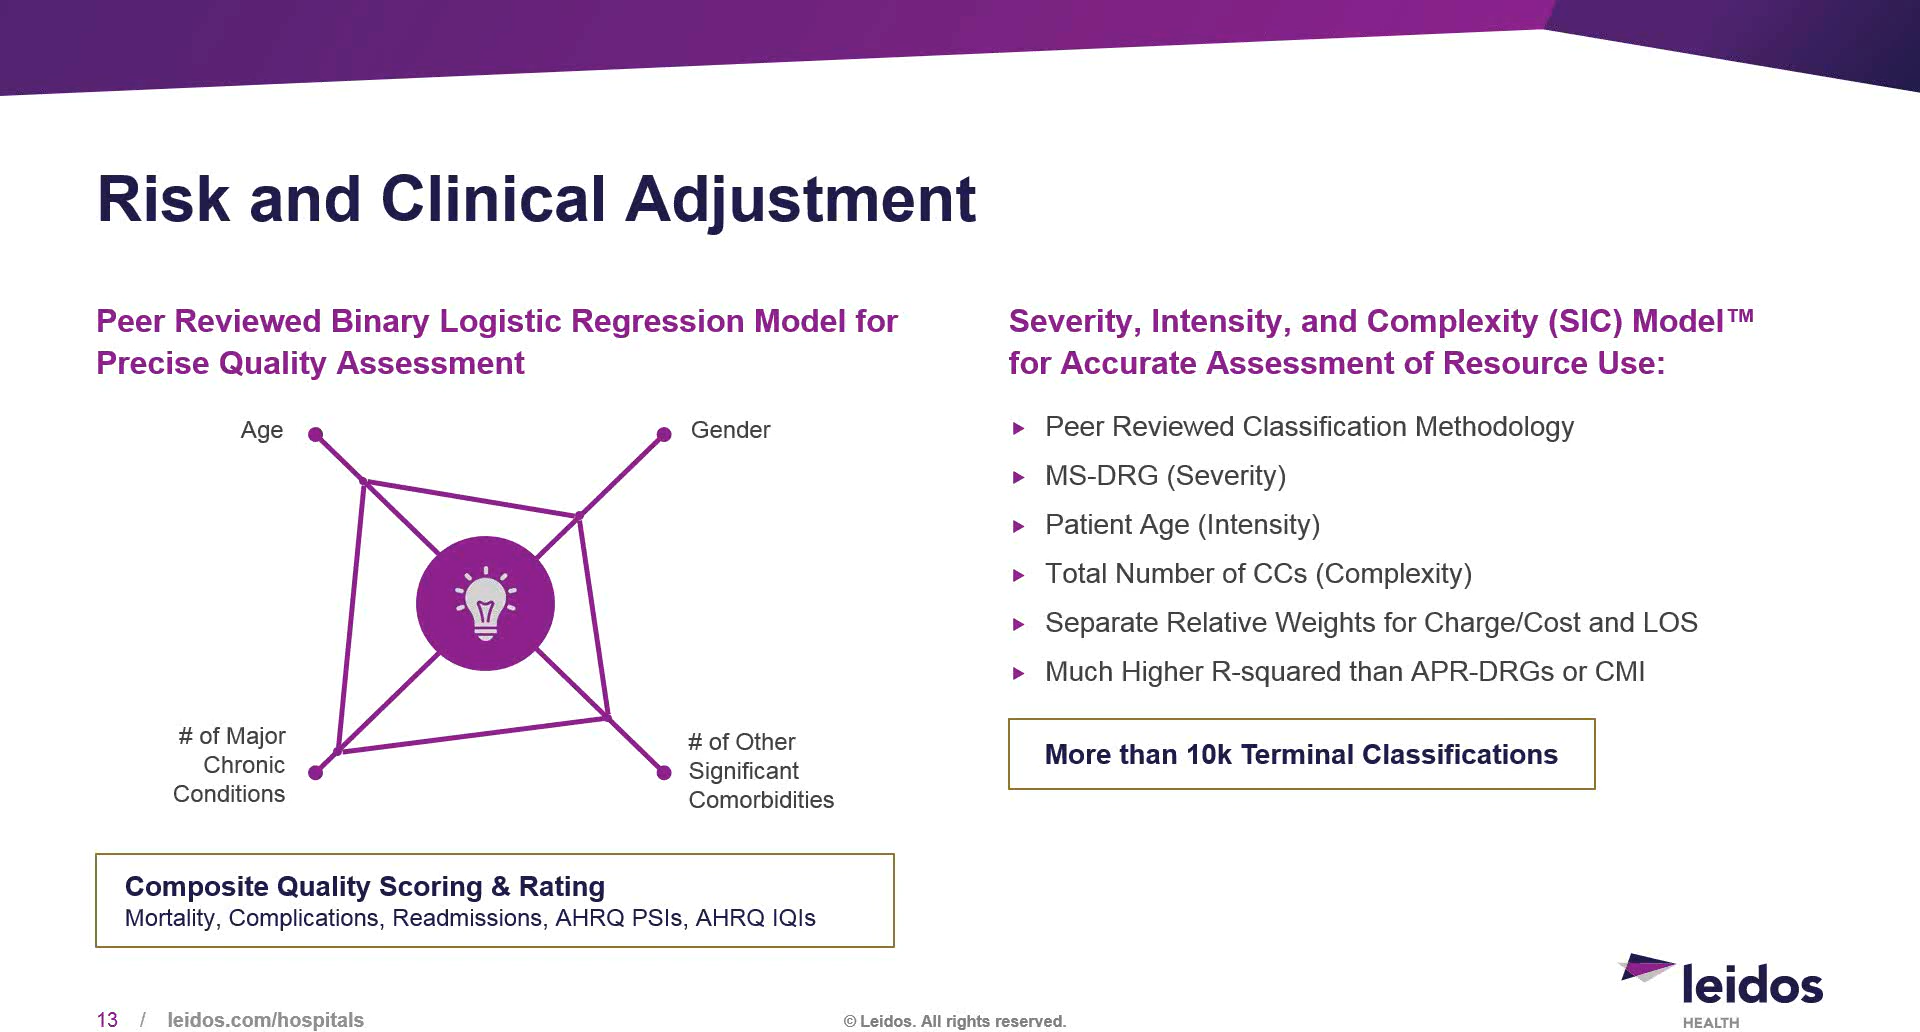 Risk and Clinical Adjustment
Peer Reviewed Binary Logistic Regression Model for
Precise Quality Assessment
Age
Gender
# of Major
Chronic
Conditions
# of Other
Significant
Comorbidities
Composite Quality Scoring & Rating
Mortality, Complications, Readmissions, AHRQ PSIs, AHRQ IQIs
Severity, Intensity, and Complexity (SIC) Model™
for Accurate Assessment of Resource Use:
Peer Reviewed Classification Methodology
MS-DRG (Severity)
Patient Age (Intensity)
Total Number of CCs (Complexity)
Separate Relative Weights for Charge/Cost and LOS
Much Higher R-squared than APR-DRGs or CMI
More than 10k Terminal Classifications
13 / leidos.com/hospitals
© Leidos. All rights reserved.
leidos
HEALTH